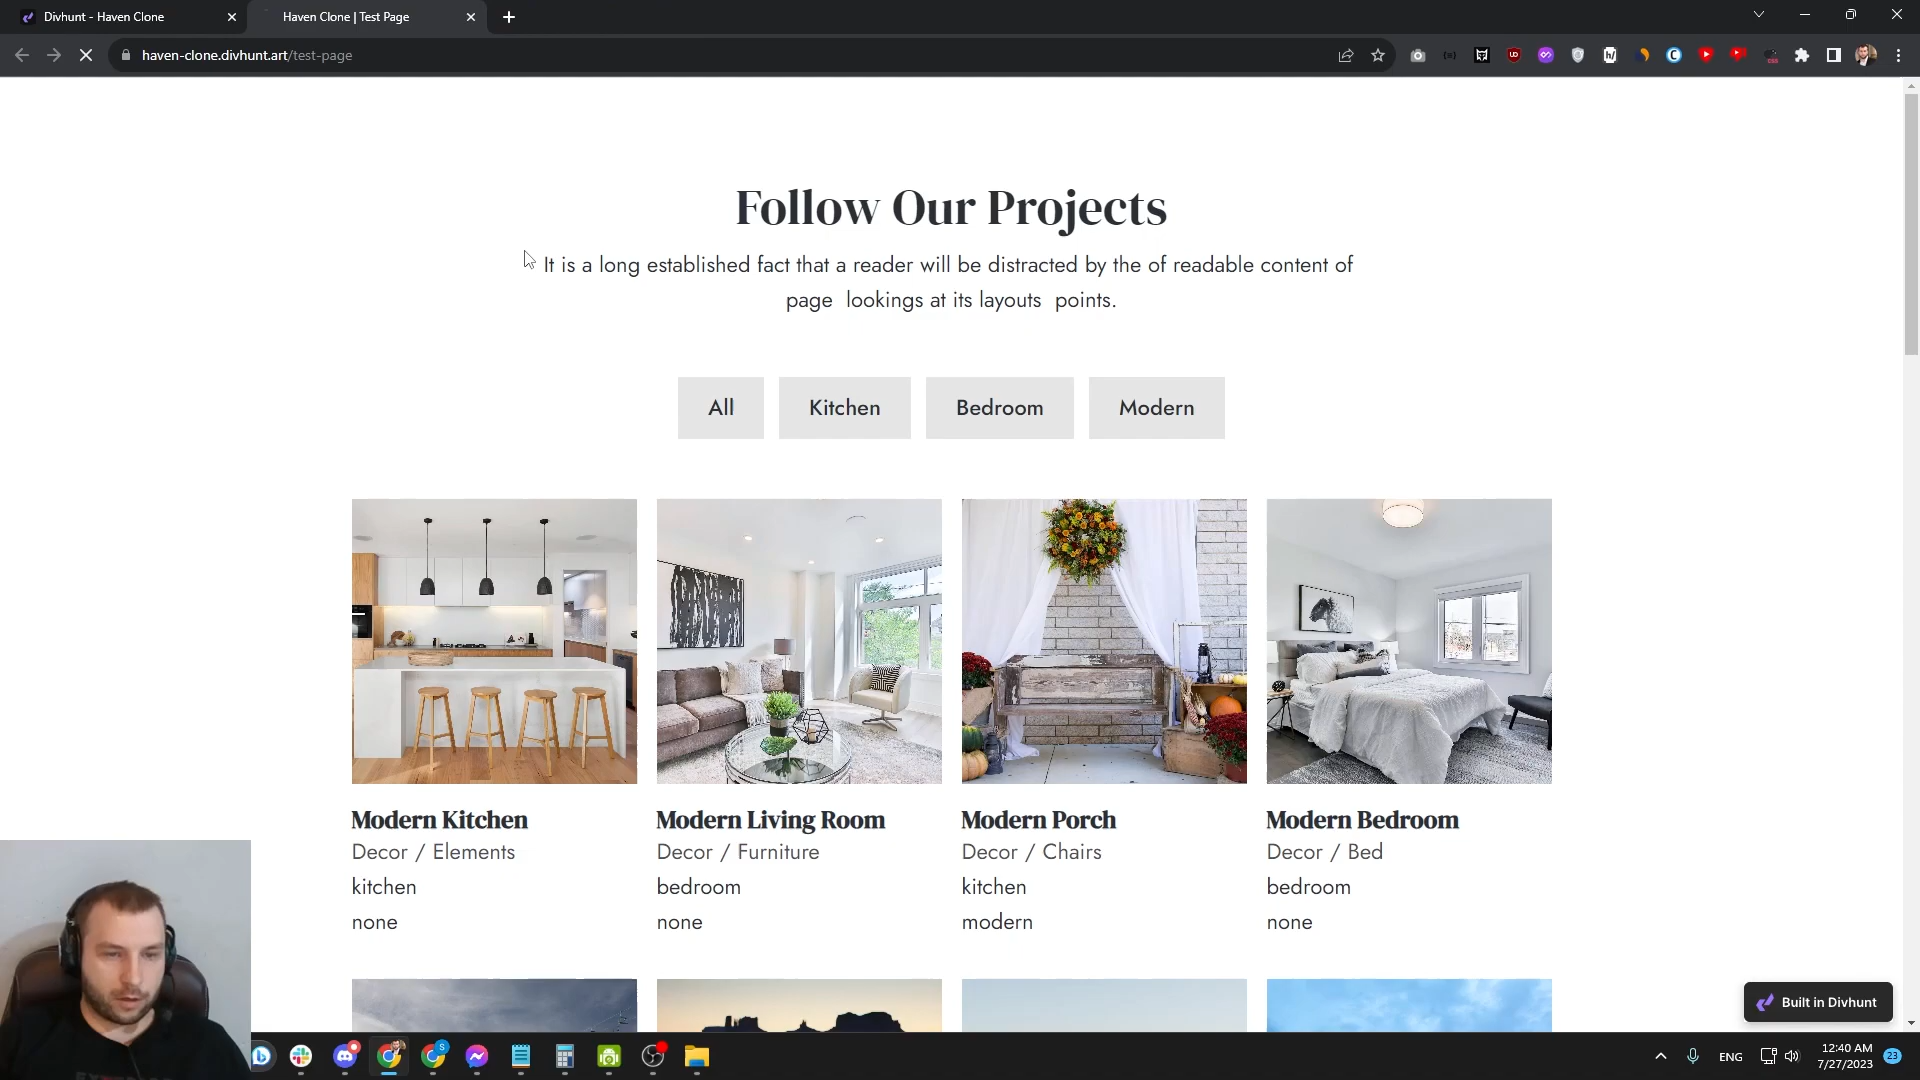 Divhunt - Haven Clone
Haven Clone | Test Page
haven-clone.divhunt.art/test-page
Follow Our Projects
It is a long established fact that a reader will be distracted by the of readable content of
page lookings at its layouts points.
All
Kitchen
Bedroom
Modern
Modern Kitchen
Decor / Elements
kitchen
none
Modern Living Room
Decor / Furniture
bedroom
none
Modern Porch
Decor / Chairs
kitchen
modern
Modern Bedroom
Decor / Bed
bedroom
none
Built in Divhunt
ENG
12:40 AM
7/27/2023
23